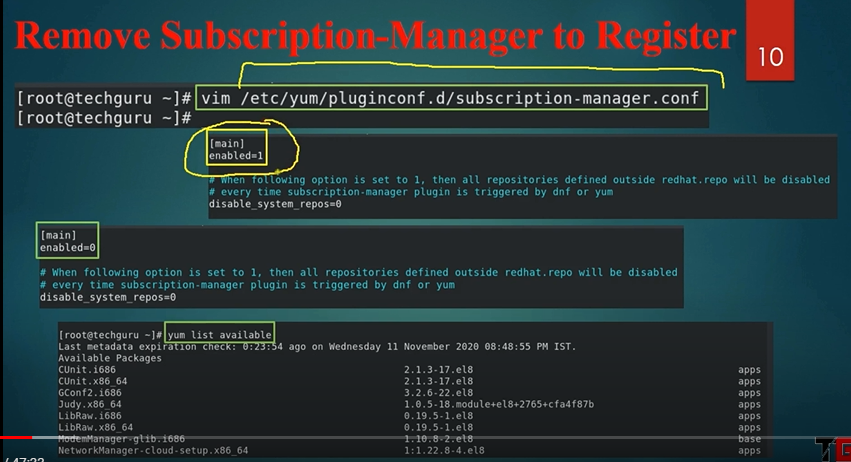 Remove Subscription-Manager to Register
10
[root@techguru ~]# vim /etc/yum/pluginconf.d/subscription-manager.conf
[root@techguru ~]#
[main]
enabled=1
# When following option is set to 1, then all repositories defined outside redhat.repo will be disabled
# every time subscription-manager plugin is triggered by dnf or yum
disable_system_repos=0
[main]
enabled=0
# When following option is set to 1, then all repositories defined outside redhat.repo will be disabled
# every time subscription-manager plugin is triggered by dnf or yum
disable_system_repos=0
[root@techguru ~]# yum list available
Last metadata expiration check: 0:23:54 ago on Wednesday 11 November 2020 08:48:55 PM IST.
Available Packages
CUnit.i686 2.1.3-17.el8 apps
CUnit.x86_64 2.1.3-17.el8 apps
GConf2.i686 3.2.6-22.el8 apps
Judy.x86_64 1.0.5-18.module+el8+2765+cfa4f87b apps
LibRaw.i686 0.19.5-1.el8 apps
LibRaw.x86_64 0.19.5-1.el8 apps
ModemManager-glib.i686 1.10.8-2.el8 base
NetworkManager-cloud-setup.x86_64 1:1.22.8-4.el8 apps